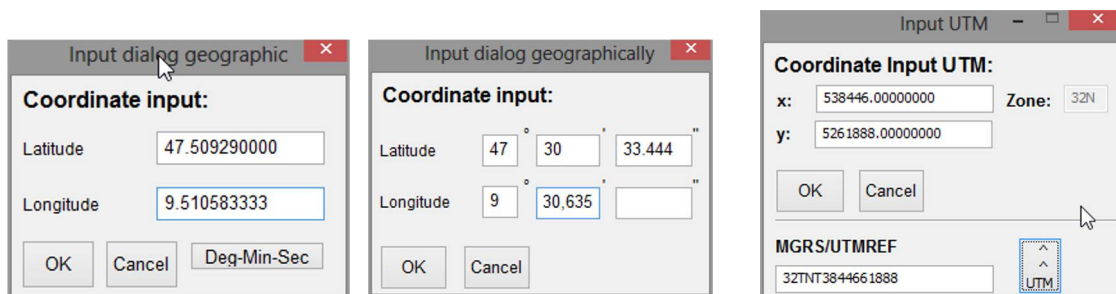 Input dialog geographic ×
Coordinate input:
Latitude 47.509290000
Longitude 9.510583333
OK Cancel Deg-Min-Sec
Input dialog geographically ×
Coordinate input:
Latitude 47 ° 30 ' 33.444 "
Longitude 9 ° 30,635 ' "
OK Cancel
Input UTM – □ ×
Coordinate Input UTM:
x: 538446.00000000 Zone: 32N
y: 5261888.00000000
OK Cancel
MGRS/UTMREF
32TNT3844661888
^
^
UTM